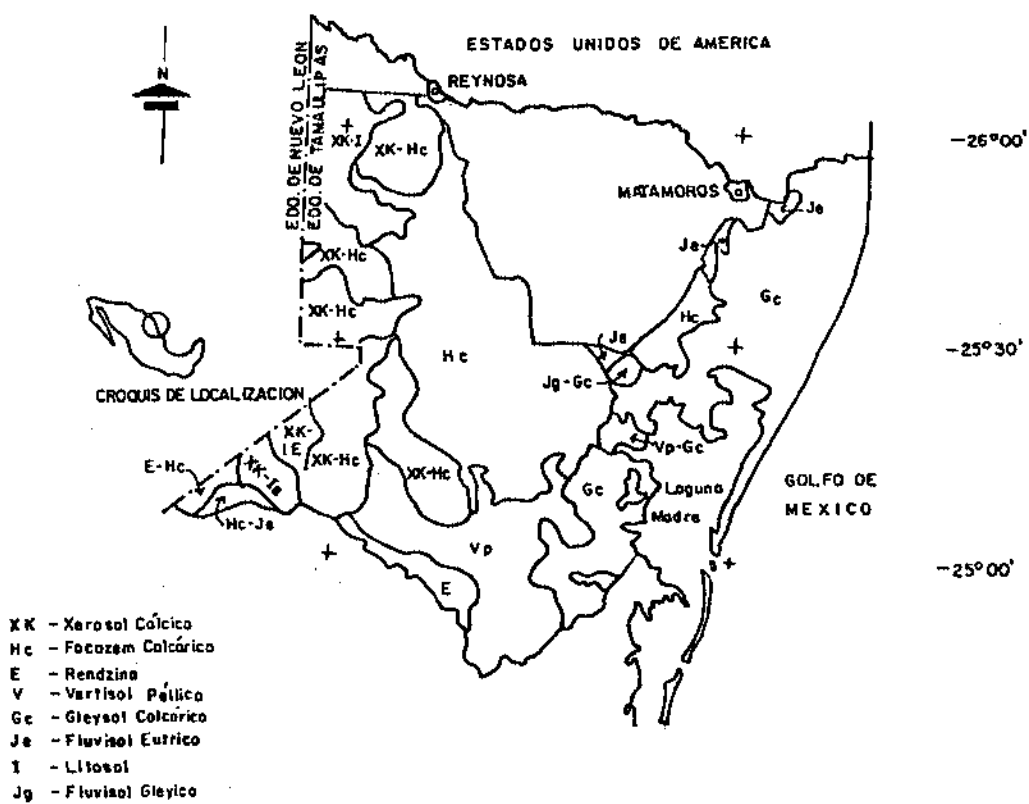 ESTADOS UNIDOS DE AMERICA
N
REYNOSA
EDO. DE NUEVO LEON
EDO. DE TAMAULIPAS
XK-I
XK-Hc
-26°00'
MATAMOROS
Je
Je
XK-Hc
Gc
XK-Hc
Hc
Hc
Je
-25°30'
Jg-Gc
CROQUIS DE LOCALIZACION
XK-
IE
Vp-Gc
XK-Hc
XK-Hc
E-Hc
XK-IE
Gc
Laguna
Madre
GOLFO DE
MEXICO
Hc-Je
Vp
E
-25°00'
XK - Xerosol Cálcico
Hc - Feozem Calcárico
E - Rendzina
V - Vertisol Péllico
Gc - Gleysol Calcárico
Je - Fluvisol Eutrico
I - Litosol
Jg - Fluvisol Gleyico